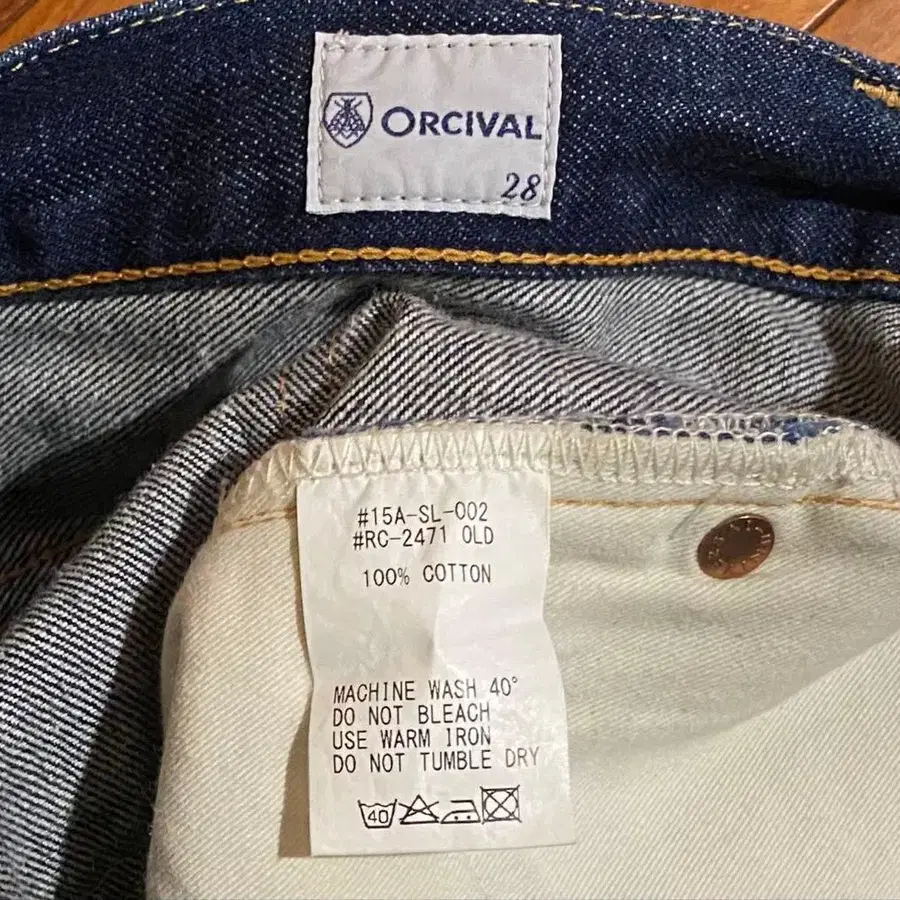 ORCIVAL
28
#15A-SL-002
#RC-2471 OLD
100% COTTON
MACHINE WASH 40°
DO NOT BLEACH
USE WARM IRON
DO NOT TUMBLE DRY
40